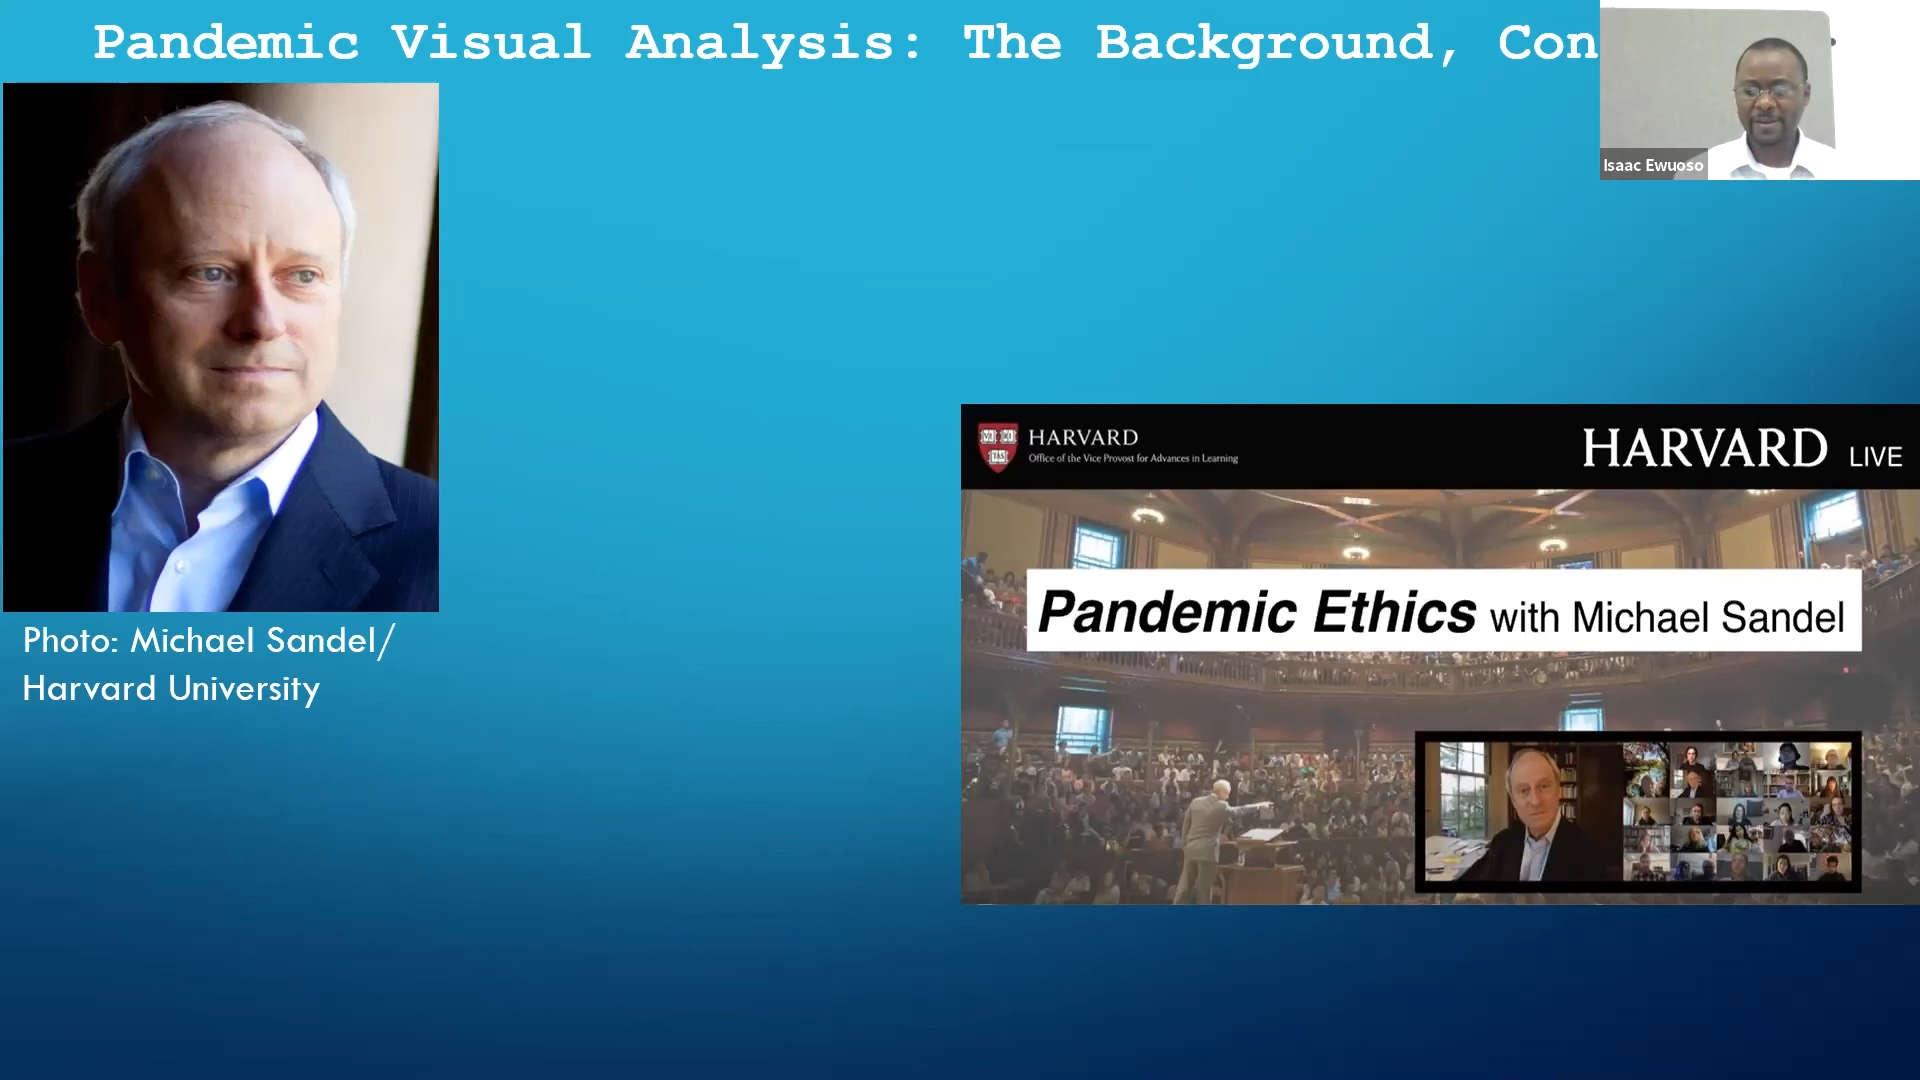 Pandemic Visual Analysis: The Background, Con
Isaac Ewuoso
Photo: Michael Sandel/
Harvard University
HARVARD
Office of the Vice Provost for Advances in Learning
HARVARD LIVE
Pandemic Ethics with Michael Sandel